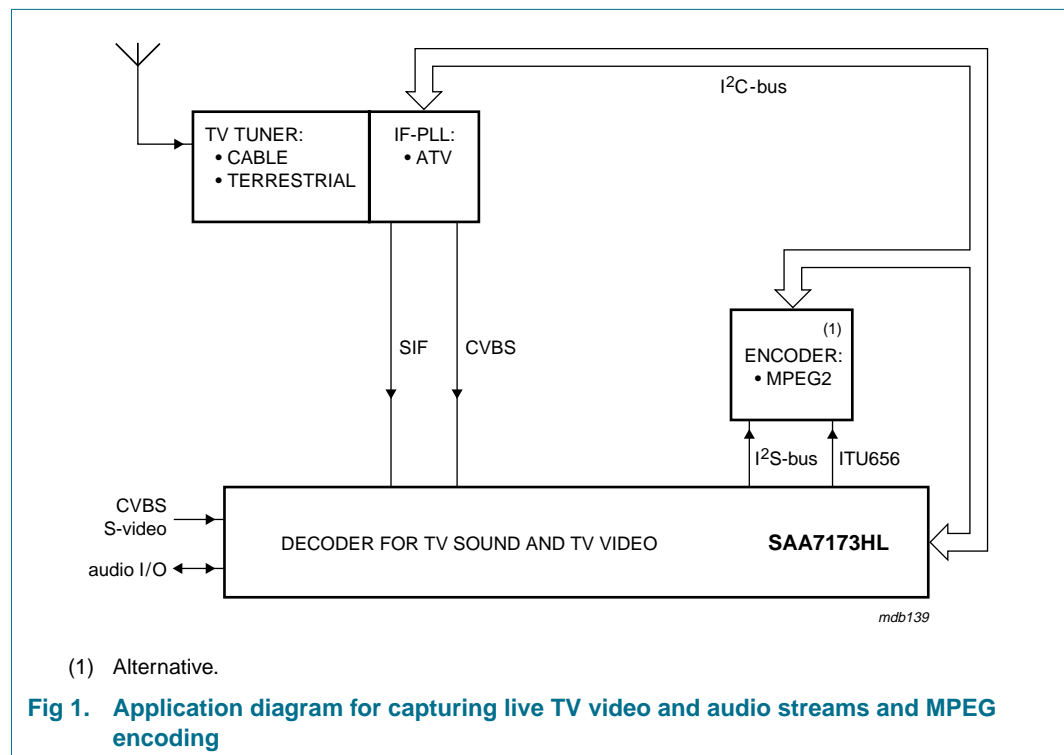 I2C-bus
TV TUNER:
• CABLE
• TERRESTRIAL
IF-PLL:
• ATV
(1)
ENCODER:
• MPEG2
SIF
CVBS
I2S-bus
ITU656
CVBS
S-video
audio I/O
DECODER FOR TV SOUND AND TV VIDEO
SAA7173HL
mdb139
(1) Alternative.
Fig 1. Application diagram for capturing live TV video and audio streams and MPEG
encoding